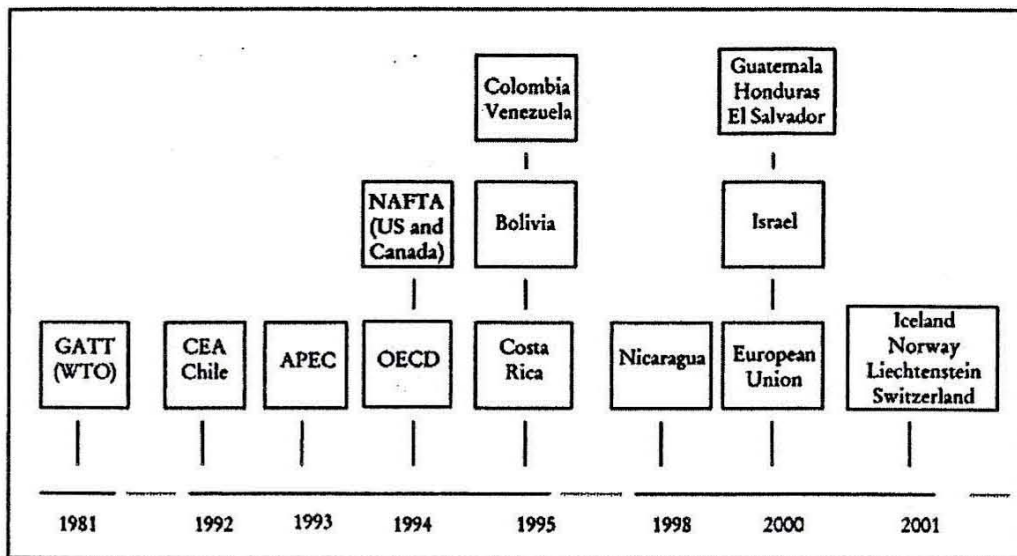 Colombia
Venezuela
Guatemala
Honduras
El Salvador
NAFTA
(US and
Canada)
Bolivia
Israel
GATT
(WTO)
CEA
Chile
APEC
OECD
Costa
Rica
Nicaragua
European
Union
Iceland
Norway
Liechtenstein
Switzerland
1981
1992
1993
1994
1995
1998
2000
2001